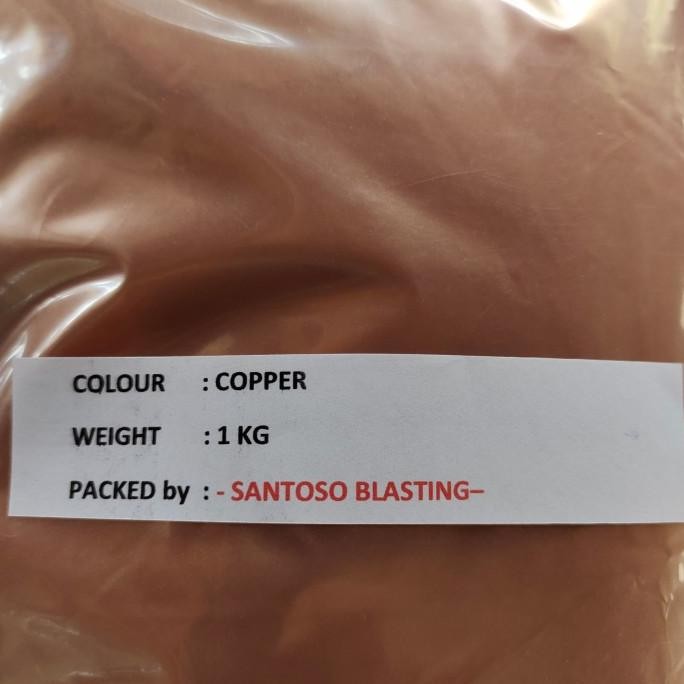 COLOUR : COPPER
WEIGHT : 1 KG
PACKED by : - SANTOSO BLASTING–